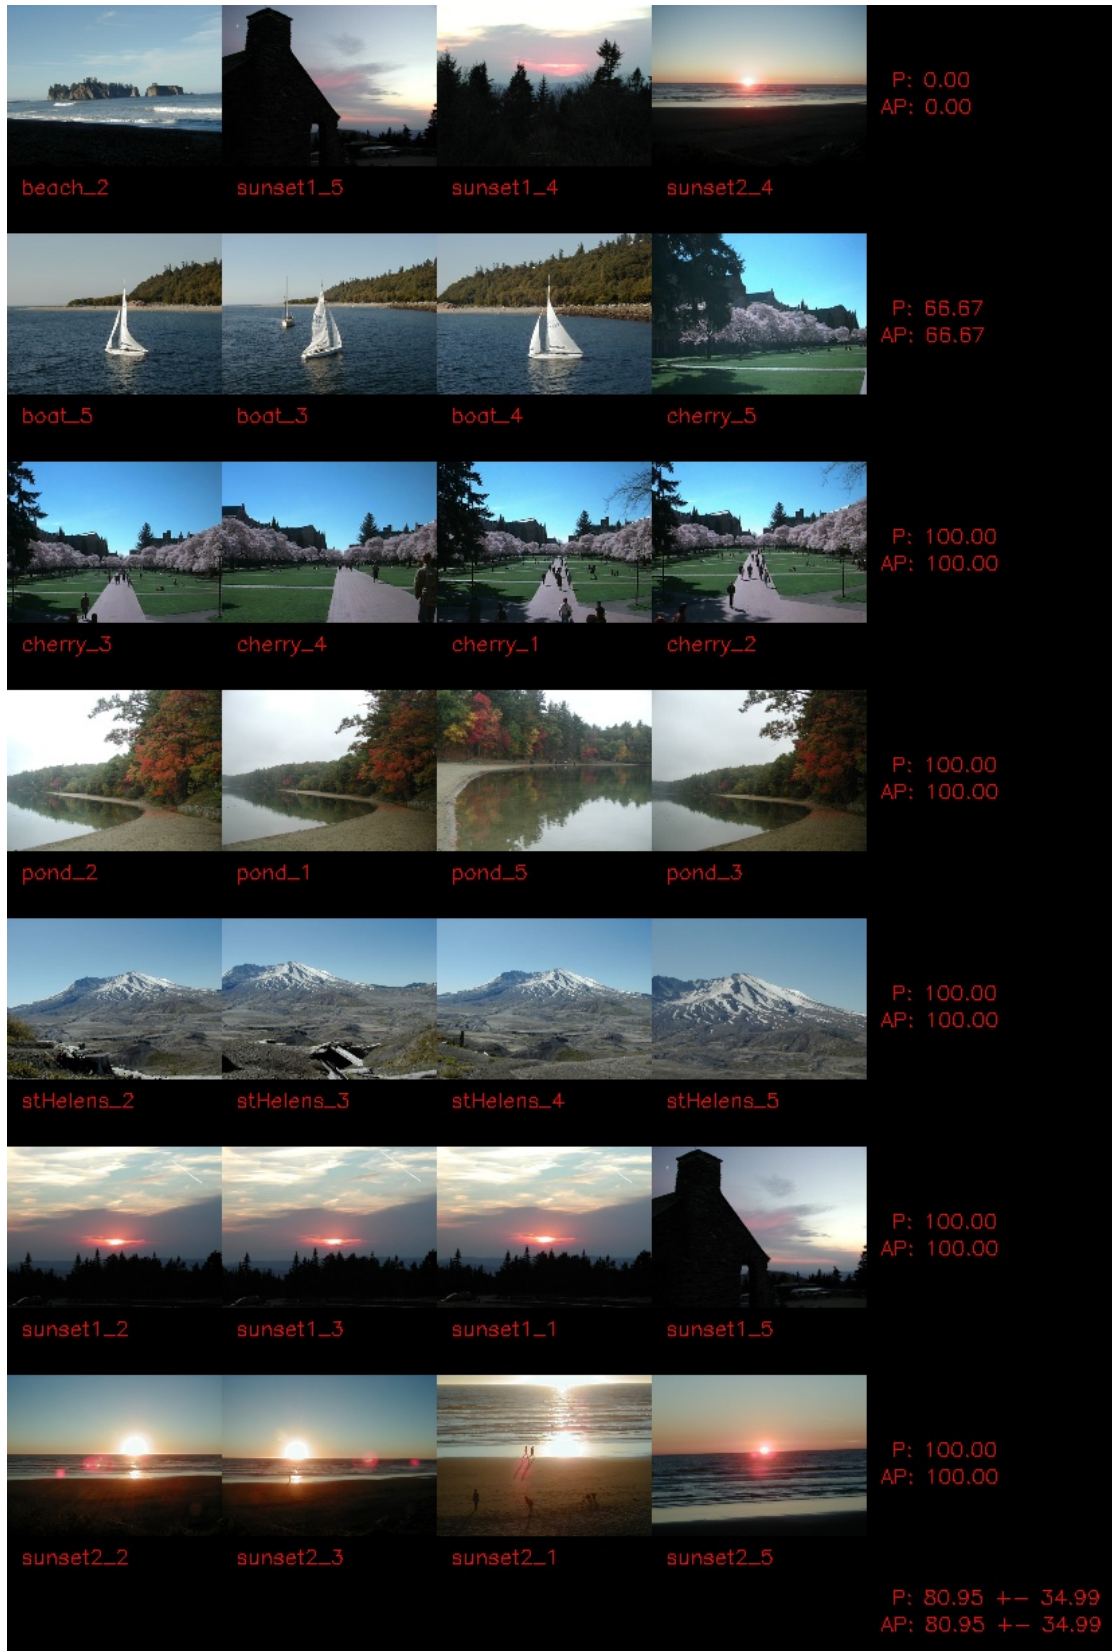 P: 0.00
AP: 0.00
beach_2 sunset1_5 sunset1_4 sunset2_4
P: 66.67
AP: 66.67
boat_5 boat_3 boat_4 cherry_5
P: 100.00
AP: 100.00
cherry_3 cherry_4 cherry_1 cherry_2
P: 100.00
AP: 100.00
pond_2 pond_1 pond_5 pond_3
P: 100.00
AP: 100.00
stHelens_2 stHelens_3 stHelens_4 stHelens_5
P: 100.00
AP: 100.00
sunset1_2 sunset1_3 sunset1_1 sunset1_5
P: 100.00
AP: 100.00
sunset2_2 sunset2_3 sunset2_1 sunset2_5
P: 80.95 +- 34.99
AP: 80.95 +- 34.99